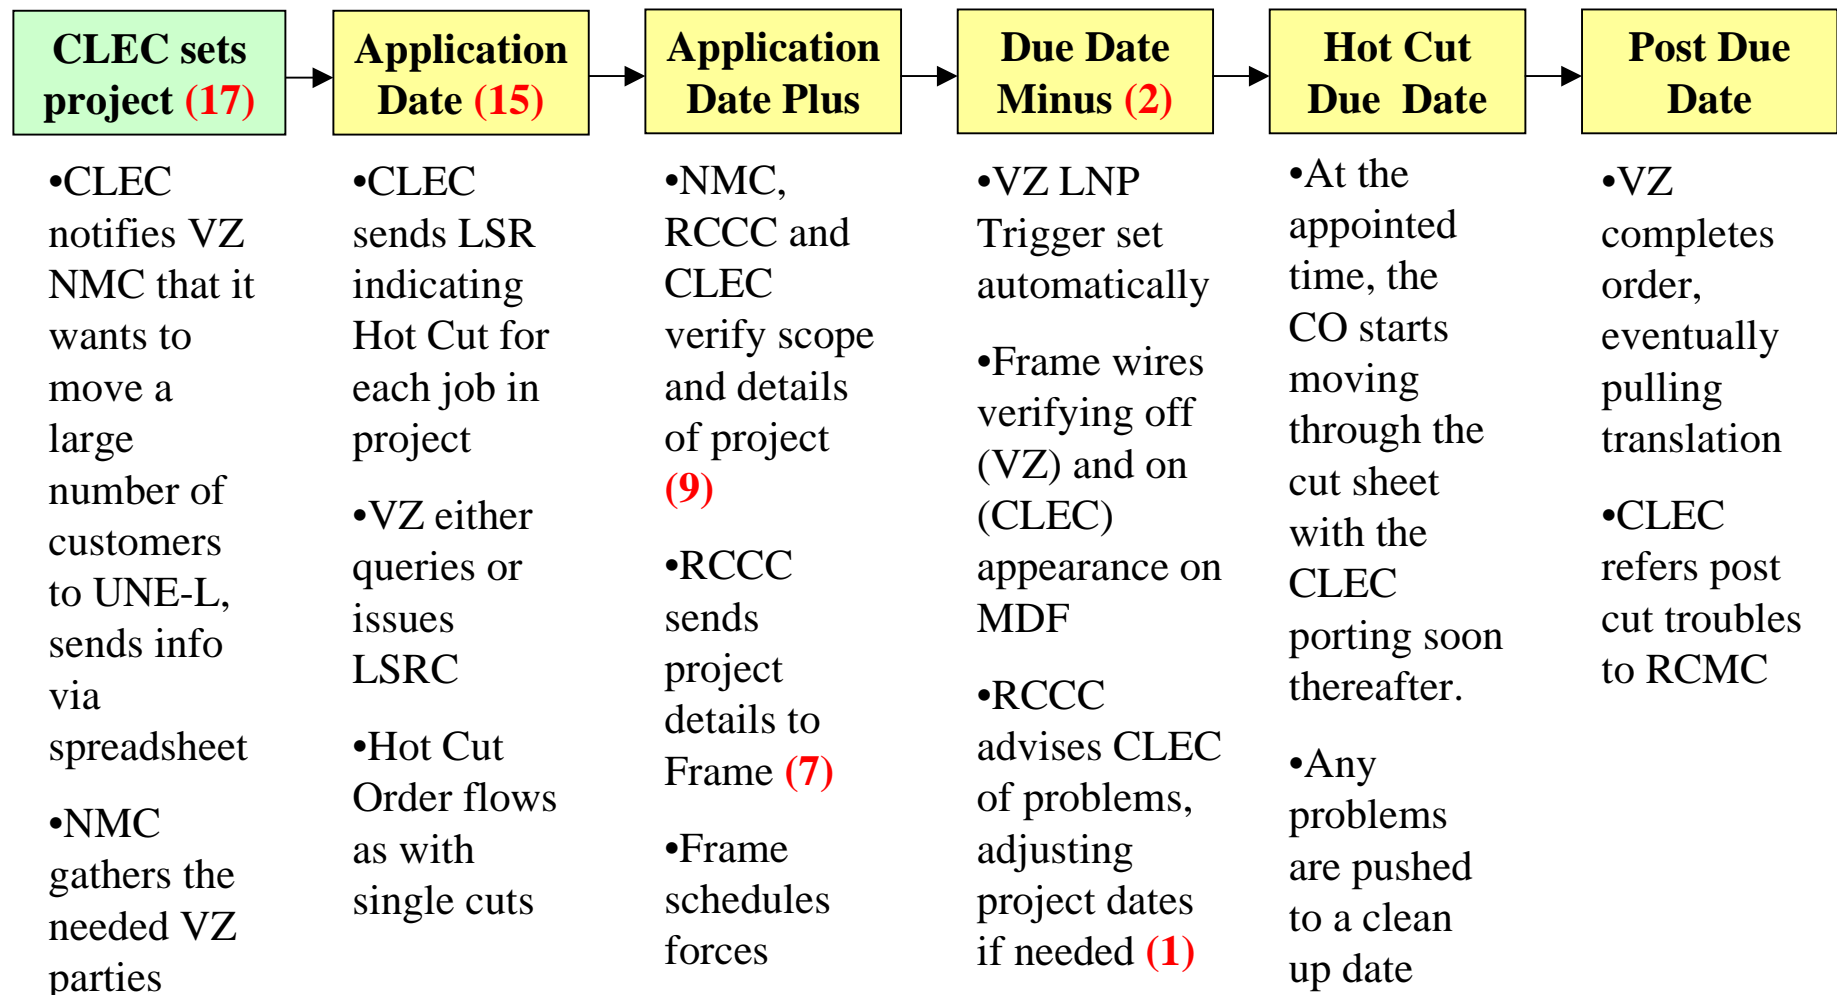 CLEC sets
project (17)
Application
Date (15)
Application
Date Plus
Due Date
Minus (2)
Hot Cut
Due Date
Post Due
Date
•CLEC
notifies VZ
NMC that it
wants to
move a
large
number of
customers
to UNE-L,
sends info
via
spreadsheet
•NMC
gathers the
needed VZ
parties
•CLEC
sends LSR
indicating
Hot Cut for
each job in
project
•VZ either
queries or
issues
LSRC
•Hot Cut
Order flows
as with
single cuts
•NMC,
RCCC and
CLEC
verify scope
and details
of project
(9)
•RCCC
sends
project
details to
Frame (7)
•Frame
schedules
forces
•VZ LNP
Trigger set
automatically
•Frame wires
verifying off
(VZ) and on
(CLEC)
appearance on
MDF
•RCCC
advises CLEC
of problems,
adjusting
project dates
if needed (1)
•At the
appointed
time, the
CO starts
moving
through the
cut sheet
with the
CLEC
porting soon
thereafter.
•Any
problems
are pushed
to a clean
up date
•VZ
completes
order,
eventually
pulling
translation
•CLEC
refers post
cut troubles
to RCMC